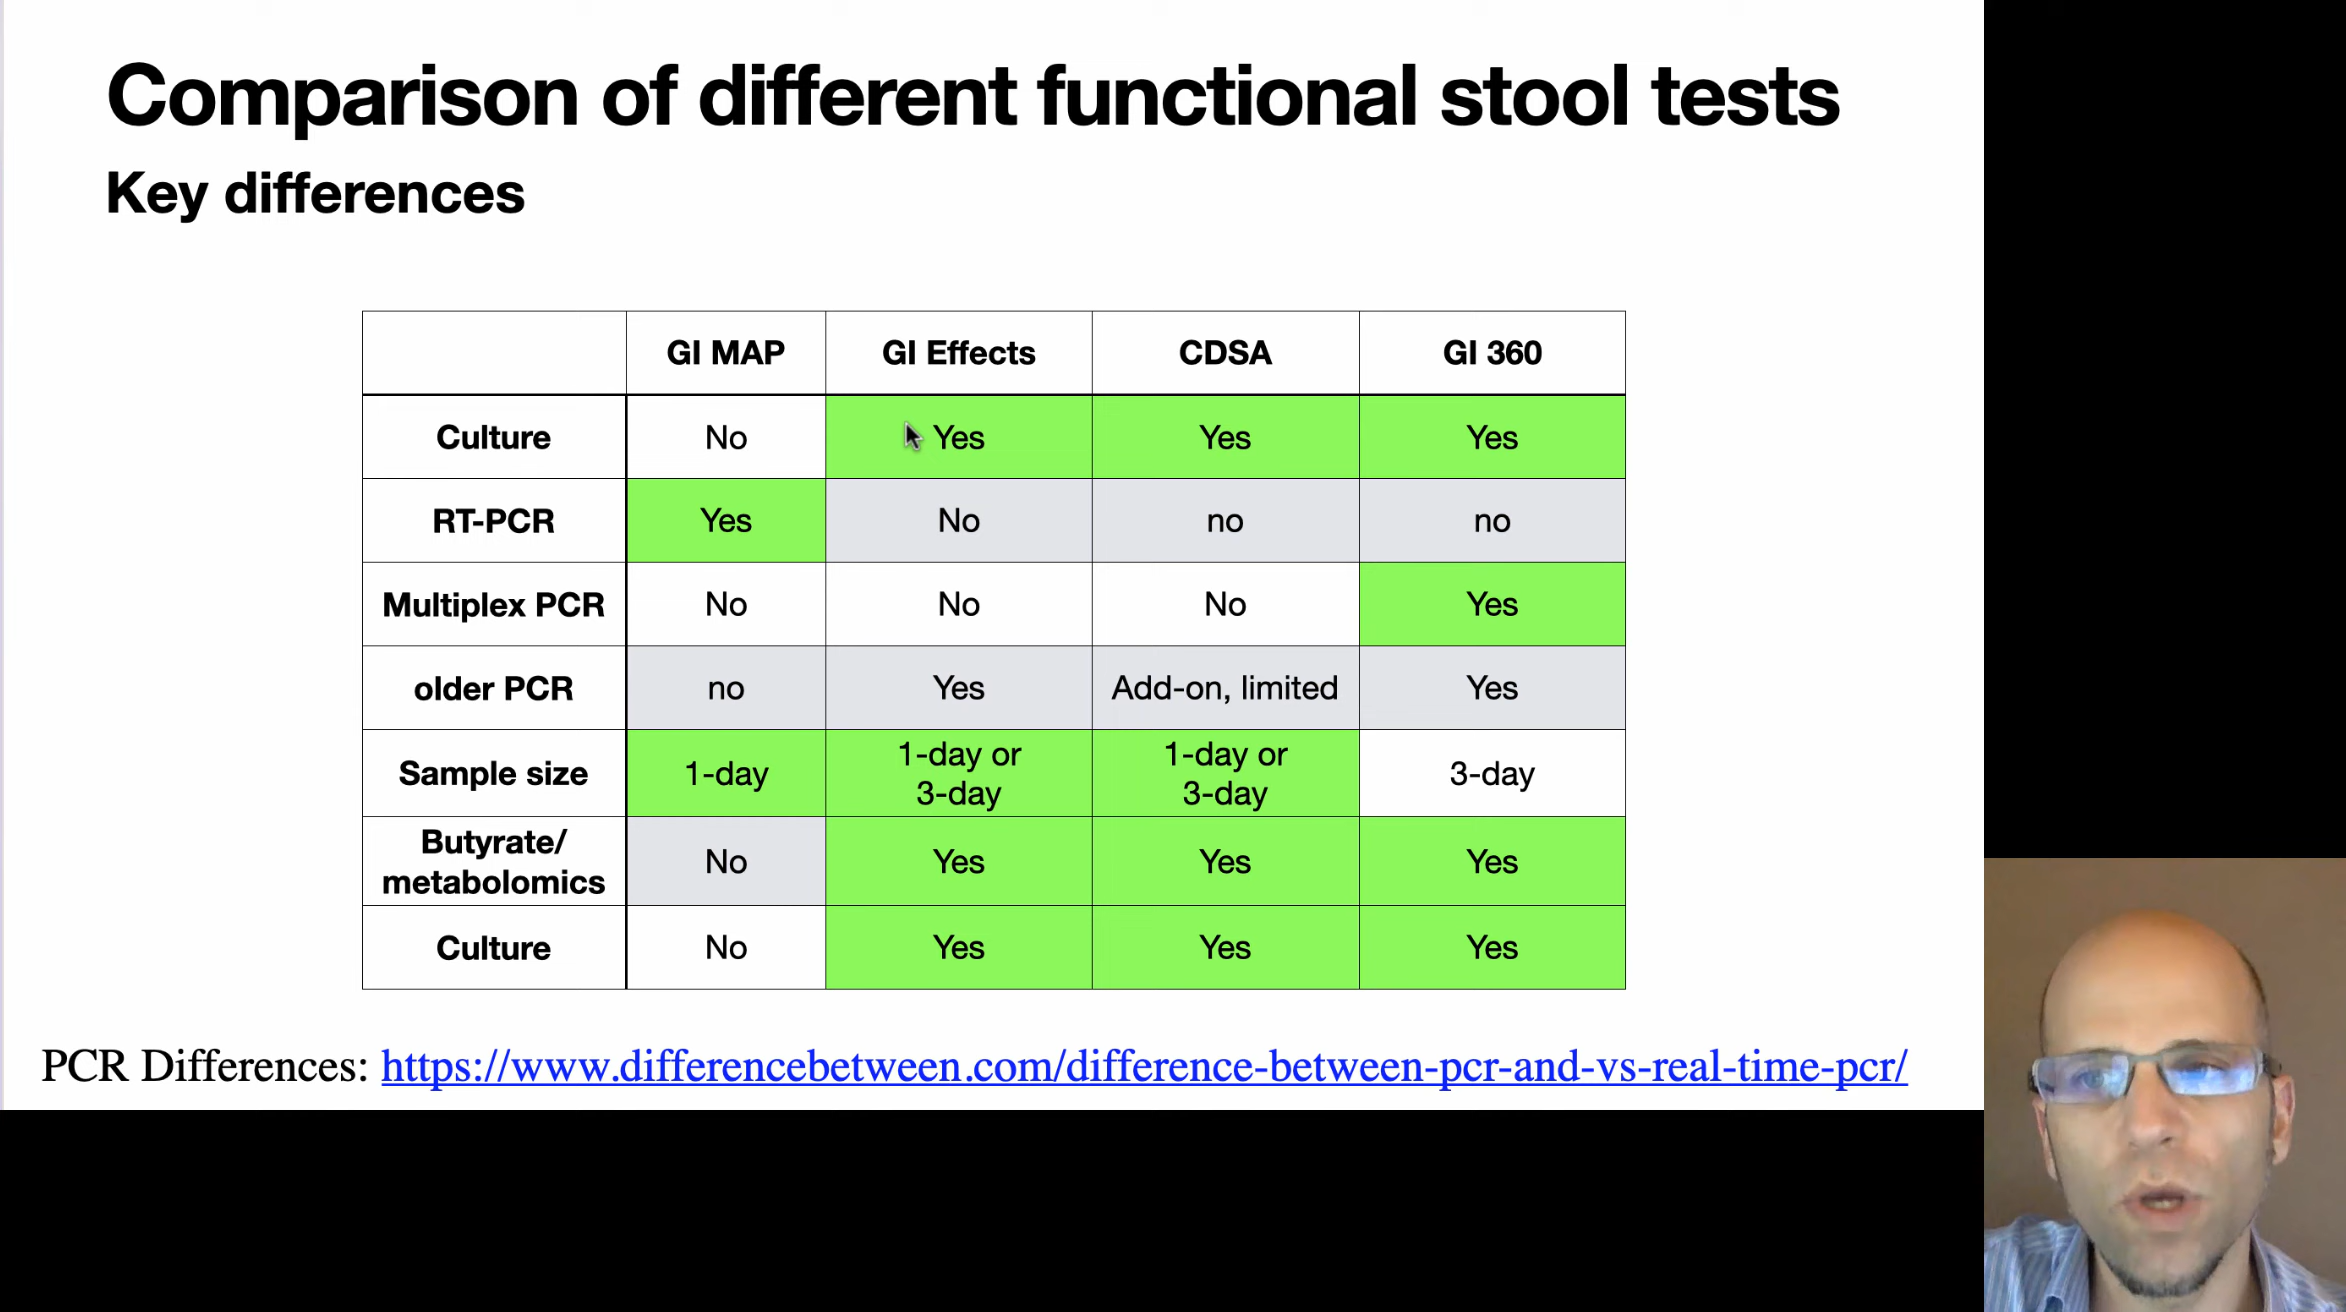 Comparison of different functional stool tests
Key differences
GI MAP GI Effects CDSA GI 360
Culture No Yes Yes Yes
RT-PCR Yes No no no
Multiplex PCR No No No Yes
older PCR no Yes Add-on, limited Yes
Sample size 1-day 1-day or 3-day 1-day or 3-day 3-day
Butyrate/ metabolomics No Yes Yes Yes
Culture No Yes Yes Yes
PCR Differences: https://www.differencebetween.com/difference-between-pcr-and-vs-real-time-pcr/